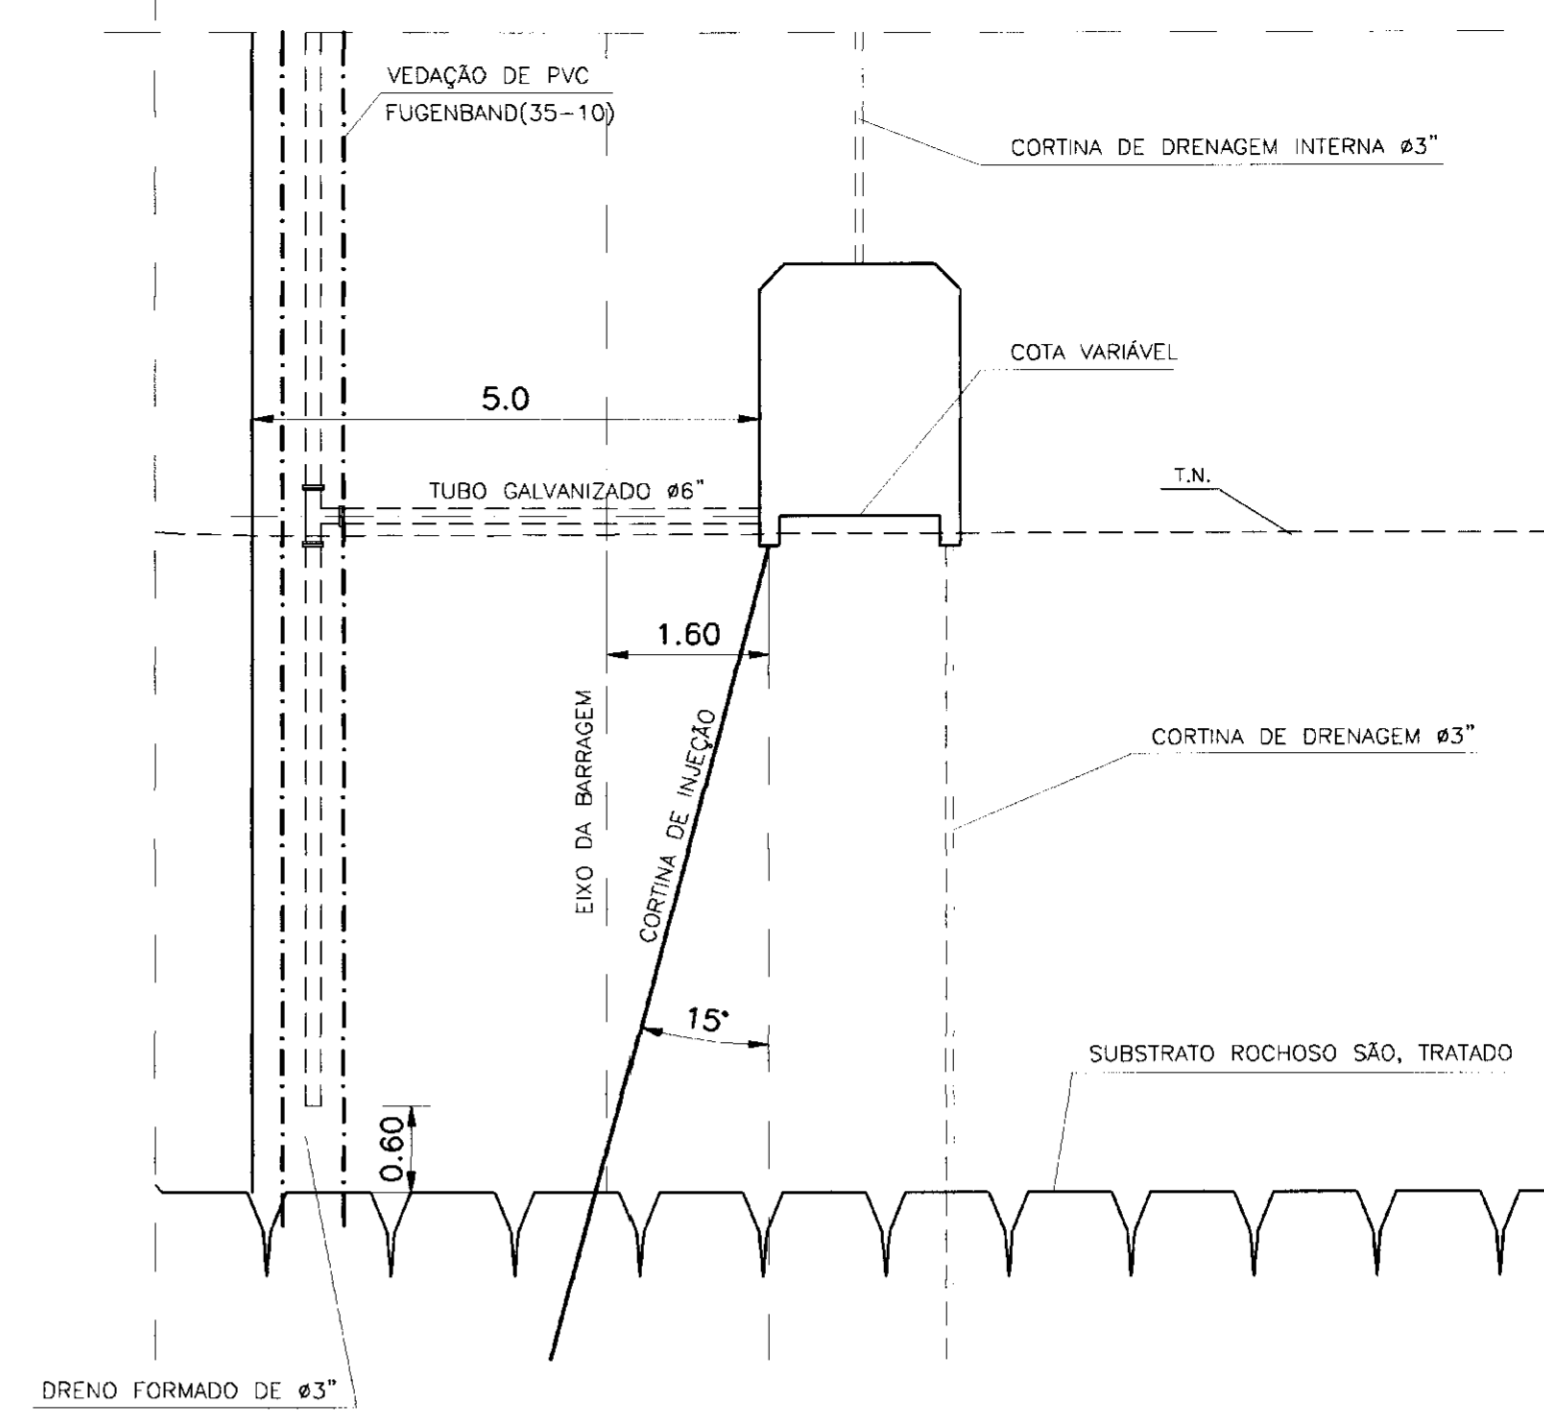 VEDAÇÃO DE PVC
FUGENBAND(35-10)
CORTINA DE DRENAGEM INTERNA ø3"
COTA VARIÁVEL
5.0
T.N.
TUBO GALVANIZADO ø6"
1.60
EIXO DA BARRAGEM
CORTINA DE INJEÇÃO
CORTINA DE DRENAGEM ø3"
15°
SUBSTRATO ROCHOSO SÃO, TRATADO
0.60
DRENO FORMADO DE ø3"